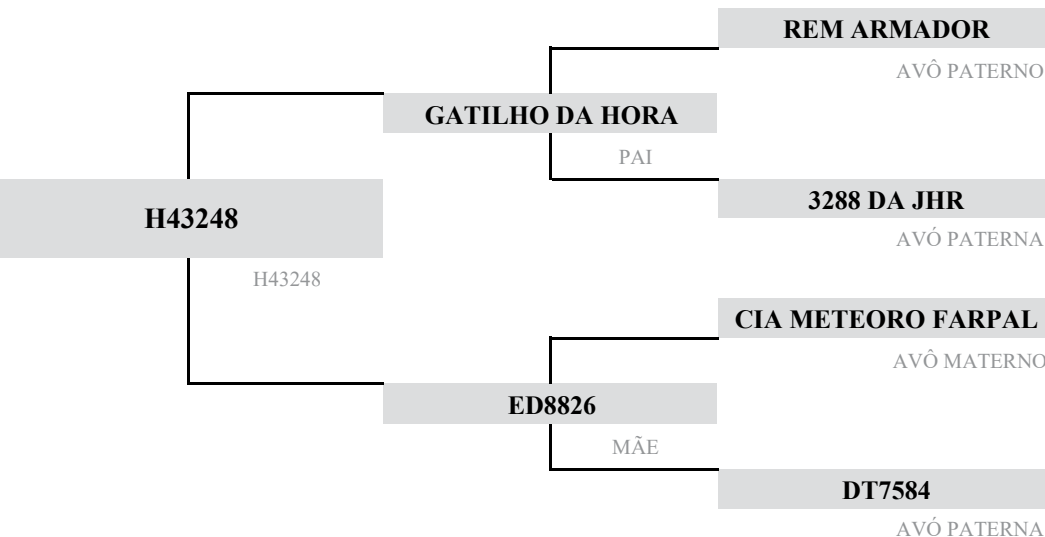 REM ARMADOR
AVÔ PATERNO
GATILHO DA HORA
PAI
3288 DA JHR
AVÓ PATERNA
H43248
H43248
CIA METEORO FARPAL
AVÔ MATERNO
ED8826
MÃE
DT7584
AVÓ PATERNA